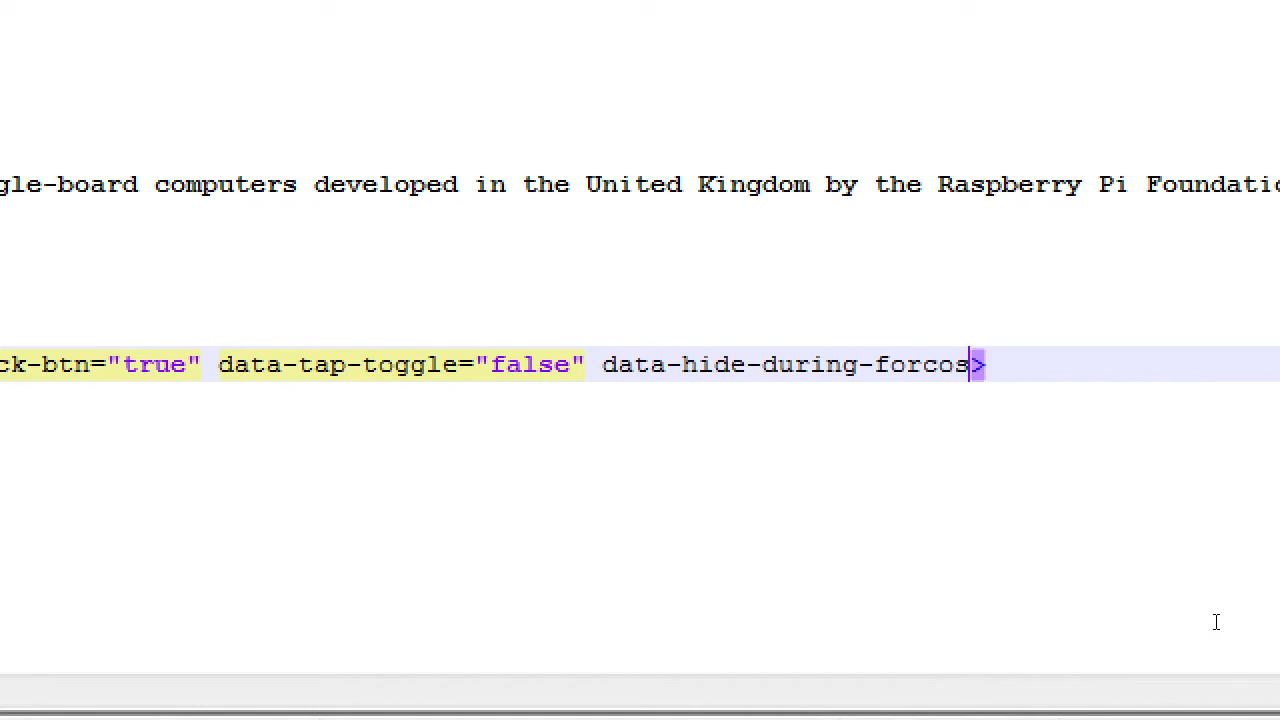 gle-board computers developed in the United Kingdom by the Raspberry Pi Foundatio
ck-btn="true" data-tap-toggle="false" data-hide-during-forcos>